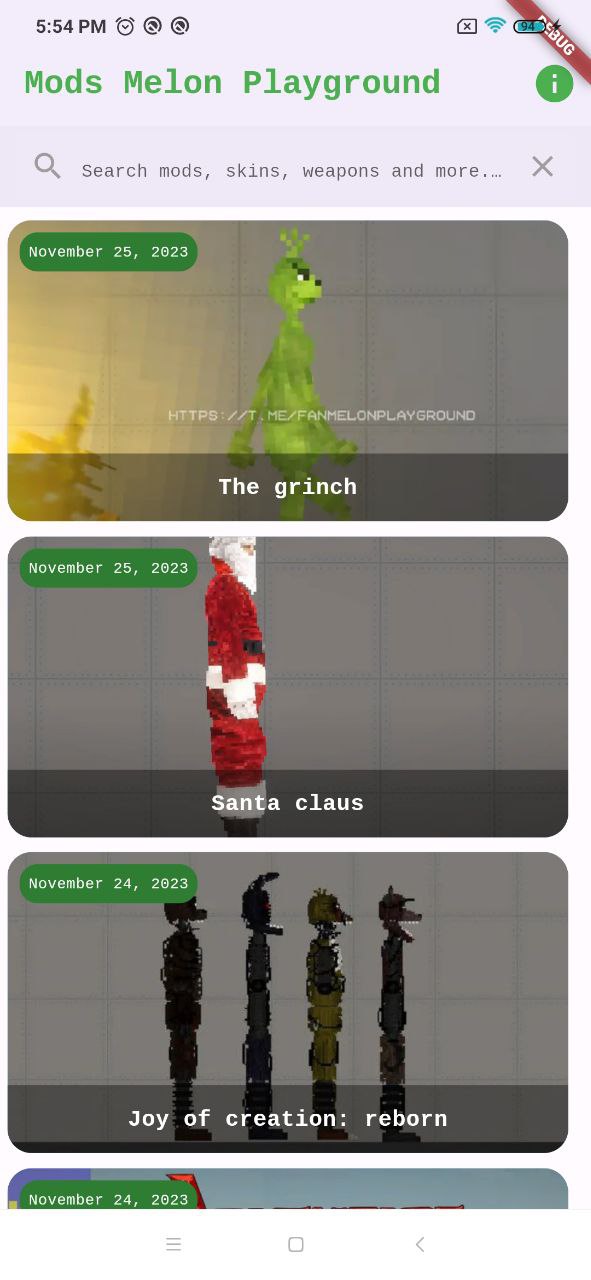 5:54 PM
94
DEBUG
Mods Melon Playground
Search mods, skins, weapons and more.…
November 25, 2023
HTTPS://T.ME/FANMELONPLAYGROUND
The grinch
November 25, 2023
Santa claus
November 24, 2023
Joy of creation: reborn
November 24, 2023